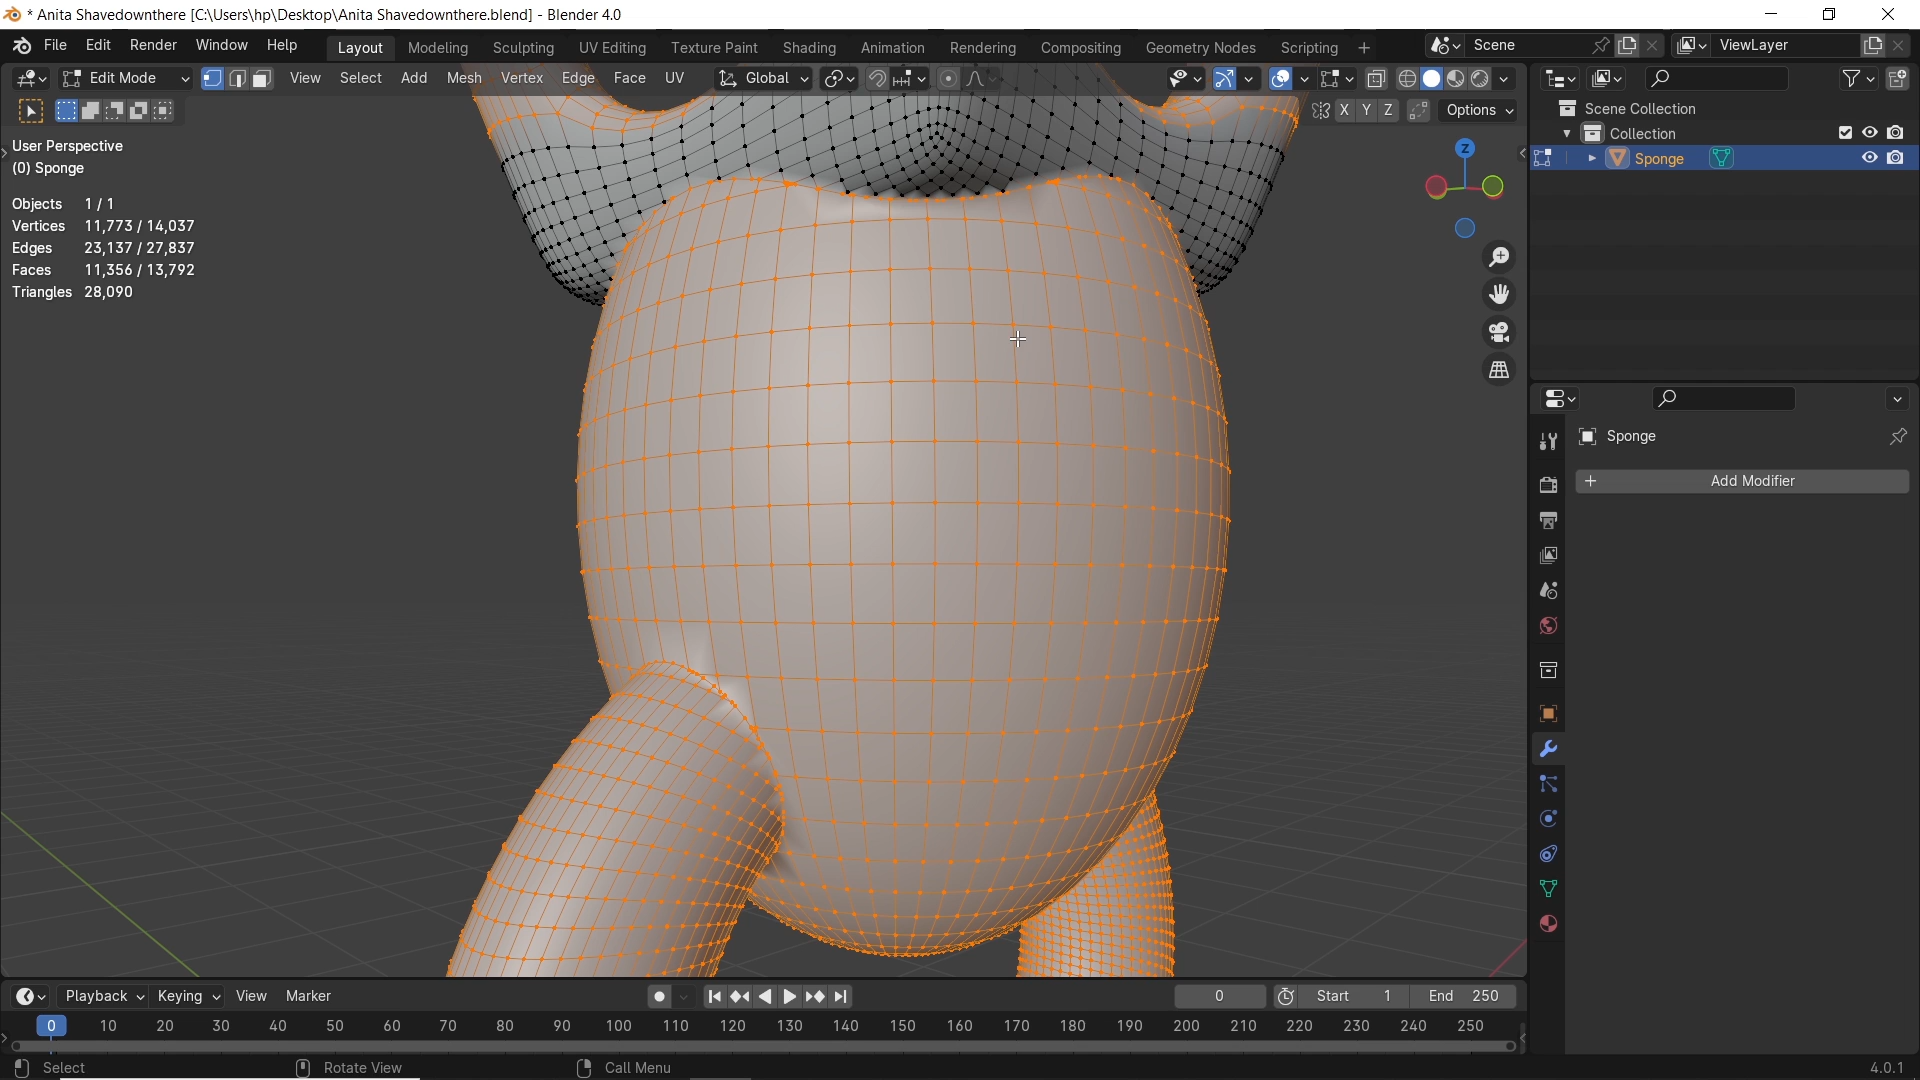 * Anita Shavedownthere [C:\Users\hp\Desktop\Anita Shavedownthere.blend] - Blender 4.0
File Edit Render Window Help Layout Modeling Sculpting UV Editing Texture Paint Shading Animation Rendering Compositing Geometry Nodes Scripting + Scene ViewLayer
Edit Mode View Select Add Mesh Vertex Edge Face UV Global
X Y Z Options
User Perspective
(0) Sponge
Objects 1 / 1
Vertices 11,773 / 14,037
Edges 23,137 / 27,837
Faces 11,356 / 13,792
Triangles 28,090
Z
Scene Collection
Collection
Sponge
Sponge
+ Add Modifier
Playback Keying View Marker 0 Start 1 End 250
0 10 20 30 40 50 60 70 80 90 100 110 120 130 140 150 160 170 180 190 200 210 220 230 240 250
Select Rotate View Call Menu 4.0.1